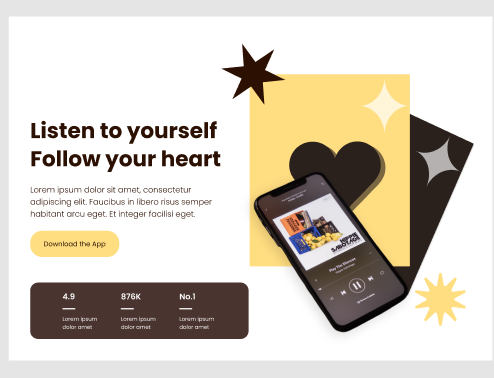 Listen to yourself
Follow your heart
Lorem ipsum dolor sit amet, consectetur
adipiscing elit. Faucibus in libero risus semper
habitant arcu eget. Et integer facilisi eget.
Download the App
4.9
876K
No.1
Lorem ipsum
dolor amet
Lorem ipsum
dolor amet
Lorem ipsum
dolor amet
HIPPIE
SABOTAGE